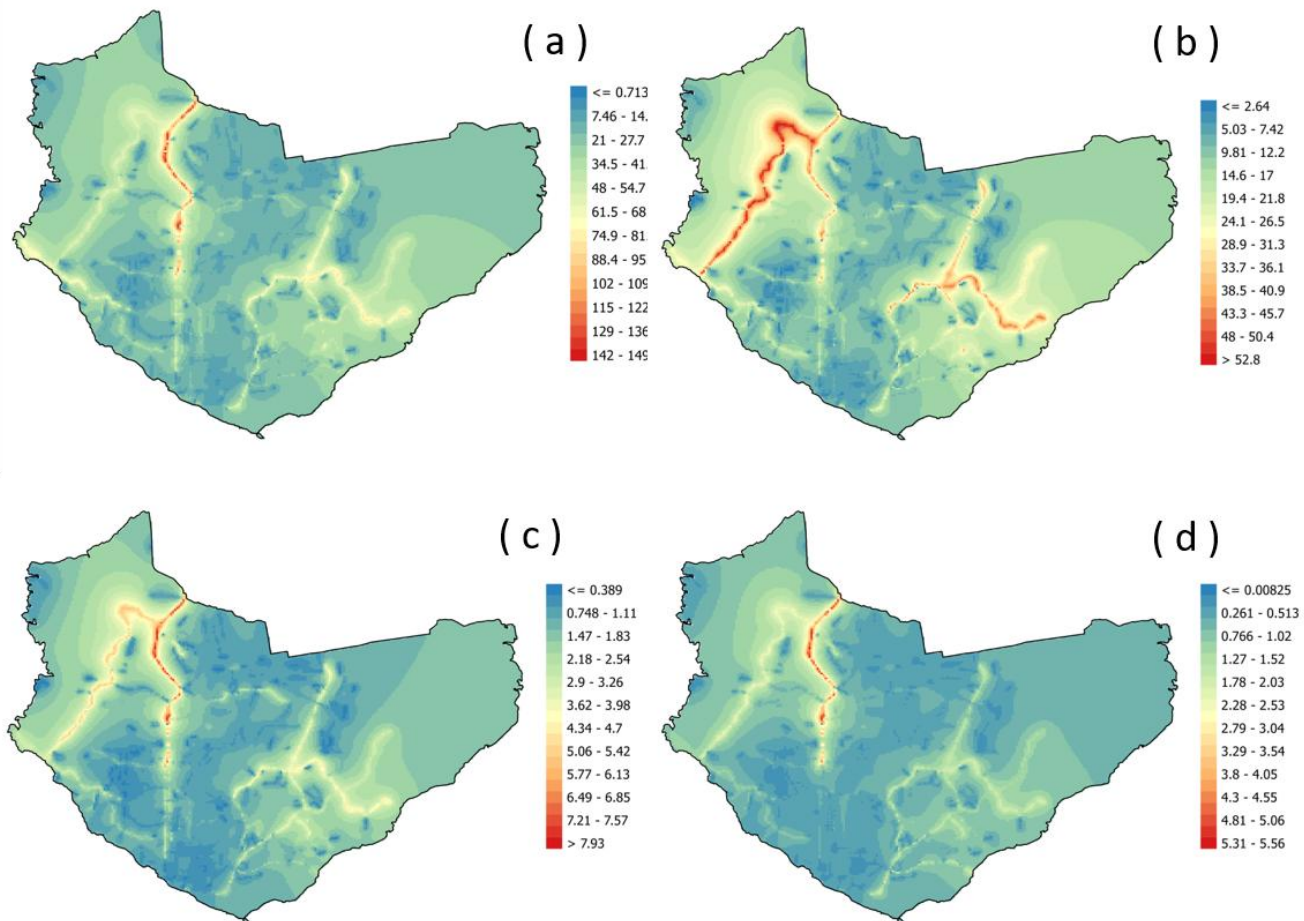 ( a )
<= 0.713
7.46 - 14.
21 - 27.7
34.5 - 41
48 - 54.7
61.5 - 68
74.9 - 81
88.4 - 95
102 - 109
115 - 122
129 - 136
142 - 149
( b )
<= 2.64
5.03 - 7.42
9.81 - 12.2
14.6 - 17
19.4 - 21.8
24.1 - 26.5
28.9 - 31.3
33.7 - 36.1
38.5 - 40.9
43.3 - 45.7
48 - 50.4
> 52.8
( c )
<= 0.389
0.748 - 1.11
1.47 - 1.83
2.18 - 2.54
2.9 - 3.26
3.62 - 3.98
4.34 - 4.7
5.06 - 5.42
5.77 - 6.13
6.49 - 6.85
7.21 - 7.57
> 7.93
( d )
<= 0.00825
0.261 - 0.513
0.766 - 1.02
1.27 - 1.52
1.78 - 2.03
2.28 - 2.53
2.79 - 3.04
3.29 - 3.54
3.8 - 4.05
4.3 - 4.55
4.81 - 5.06
5.31 - 5.56